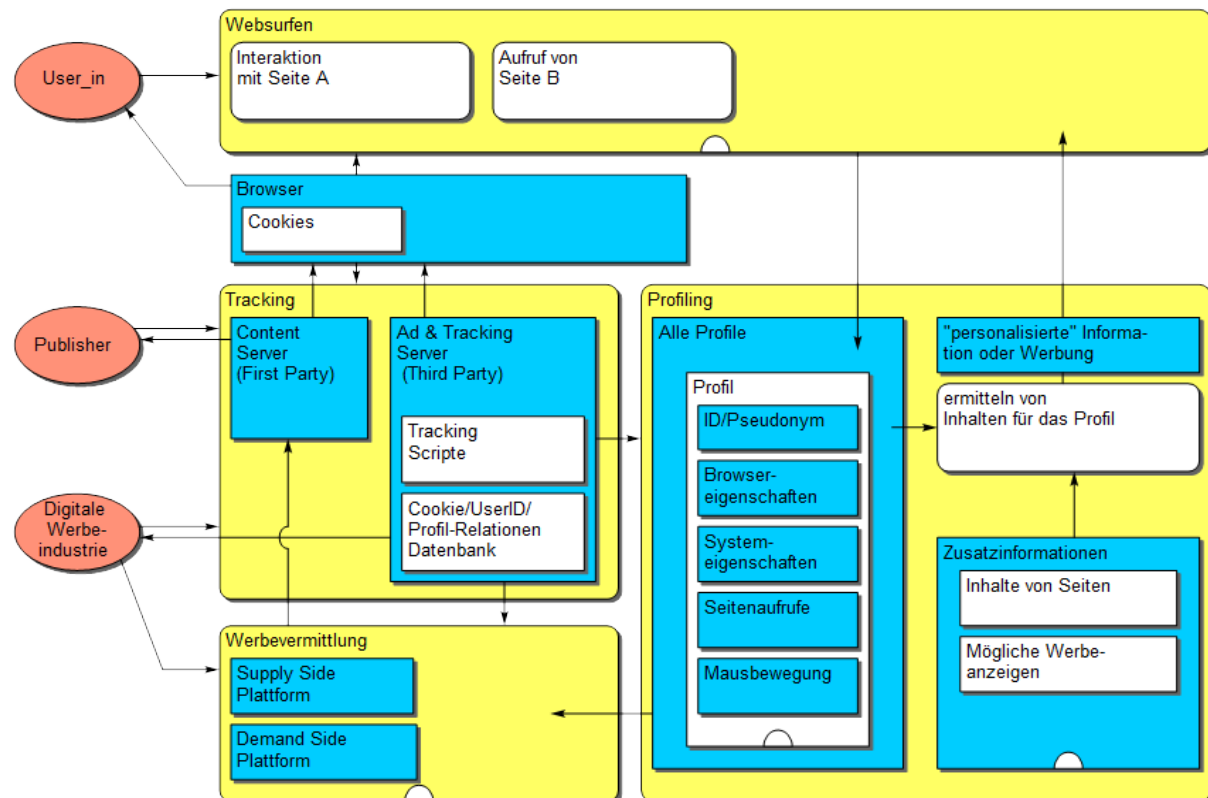 Websurfen
Interaktion
mit Seite A
Aufruf von
Seite B
User_in
Browser
Cookies
Tracking
Content
Server
(First Party)
Ad & Tracking
Server
(Third Party)
Tracking
Scripte
Cookie/UserID/
Profil-Relationen
Datenbank
Publisher
Digitale
Werbe-
industrie
Werbevermittlung
Supply Side
Plattform
Demand Side
Plattform
Profiling
Alle Profile
Profil
ID/Pseudonym
Browser-
eigenschaften
System-
eigenschaften
Seitenaufrufe
Mausbewegung
"personalisierte" Informa-
tion oder Werbung
ermitteln von
Inhalten für das Profil
Zusatzinformationen
Inhalte von Seiten
Mögliche Werbe-
anzeigen